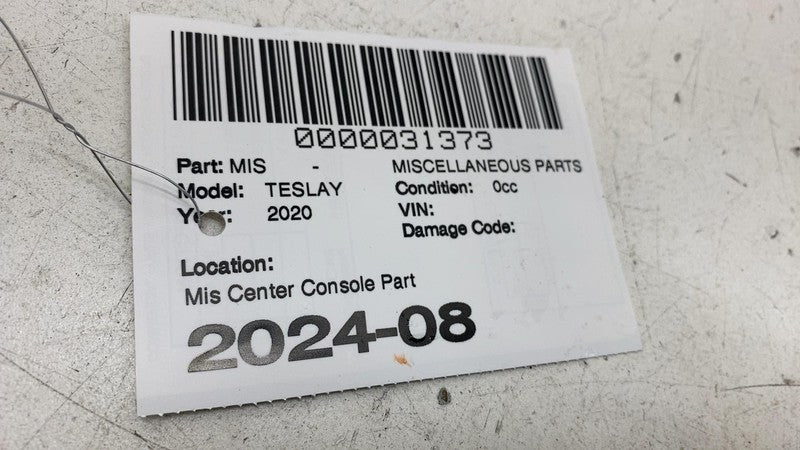 0000031373
Part: MIS - MISCELLANEOUS PARTS
Model: TESLAY Condition: 0cc
Year: 2020 VIN:
Damage Code:
Location:
Mis Center Console Part
2024-08